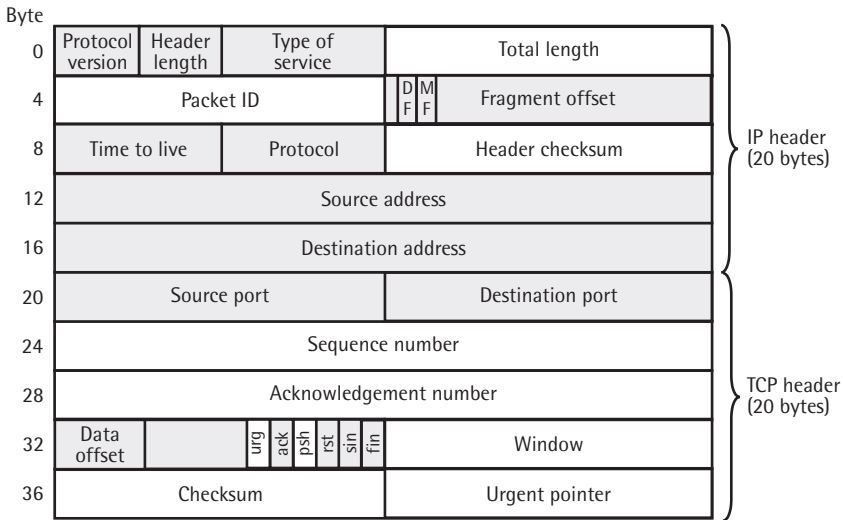 Byte
0
Protocol version
Header length
Type of service
Total length
4
Packet ID
DF
MF
Fragment offset
8
Time to live
Protocol
Header checksum
IP header
(20 bytes)
12
Source address
16
Destination address
20
Source port
Destination port
24
Sequence number
28
Acknowledgement number
TCP header
(20 bytes)
32
Data offset
urg
ack
psh
rst
sin
fin
Window
36
Checksum
Urgent pointer